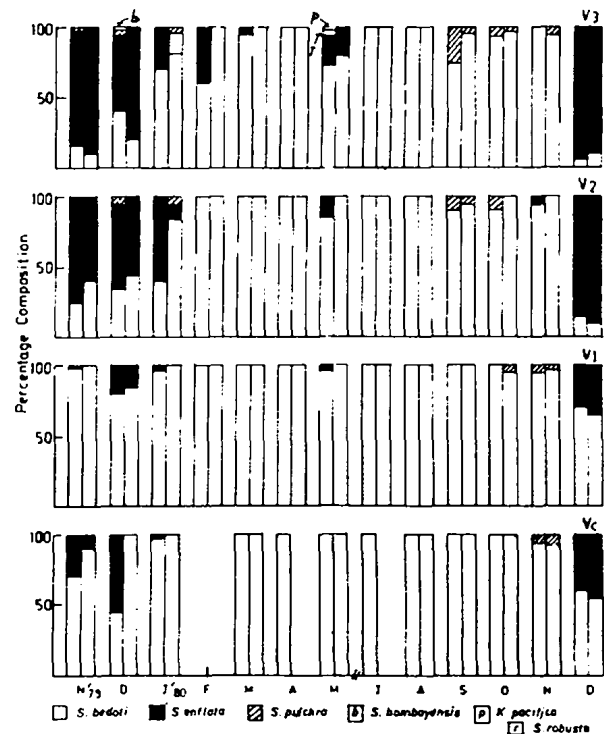 b
p
V3
r
100
50
V2
100
50
Percentage Composition
V1
100
50
Vc
100
50
N'79 D J'80 F M A M J A S O N D
S. bedoti S enflata S. pulchra b S. bombayensis p K pacifica
r S. robusta